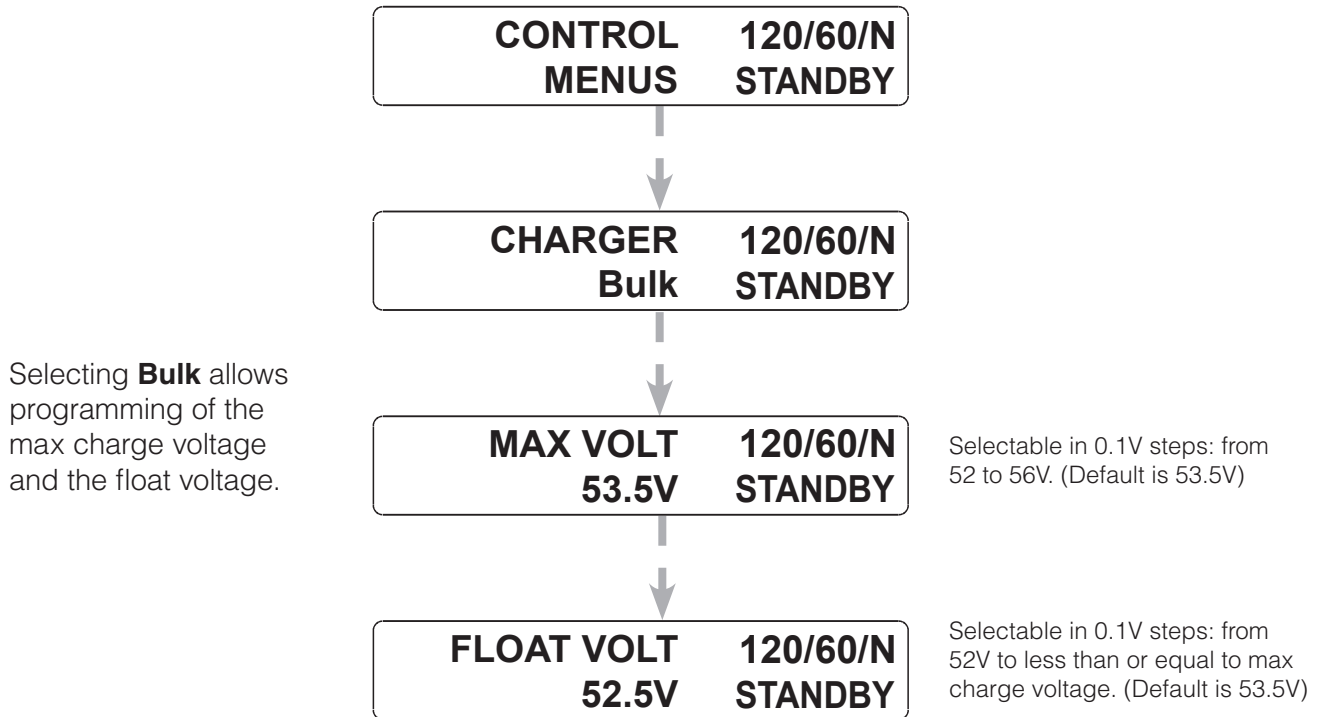 CONTROL 120/60/N
MENUS STANDBY
CHARGER 120/60/N
Bulk STANDBY
Selecting Bulk allows
programming of the
max charge voltage
and the float voltage.
MAX VOLT 120/60/N
53.5V STANDBY
Selectable in 0.1V steps: from
52 to 56V. (Default is 53.5V)
FLOAT VOLT 120/60/N
52.5V STANDBY
Selectable in 0.1V steps: from
52V to less than or equal to max
charge voltage. (Default is 53.5V)